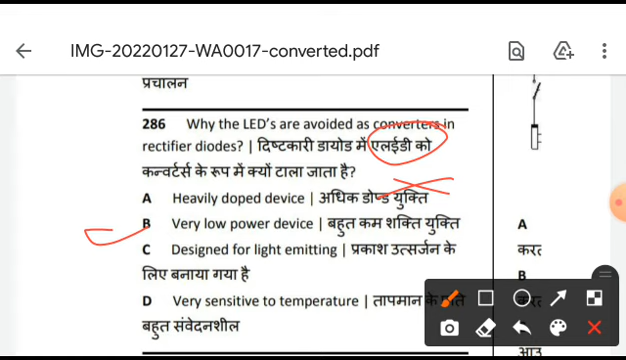 IMG-20220127-WA0017-converted.pdf
प्रचालन
286 Why the LED's are avoided as converters in
rectifier diodes? | दिष्टकारी डायोड में एलईडी को
कन्वर्टर्स के रूप में क्यों टाला जाता है?
A Heavily doped device | अधिक डोप्ड युक्ति
B Very low power device | बहुत कम शक्ति युक्ति
C Designed for light emitting | प्रकाश उत्सर्जन के
लिए बनाया गया है
D Very sensitive to temperature | तापमान के
बहुत संवेदनशील
A
करत
B